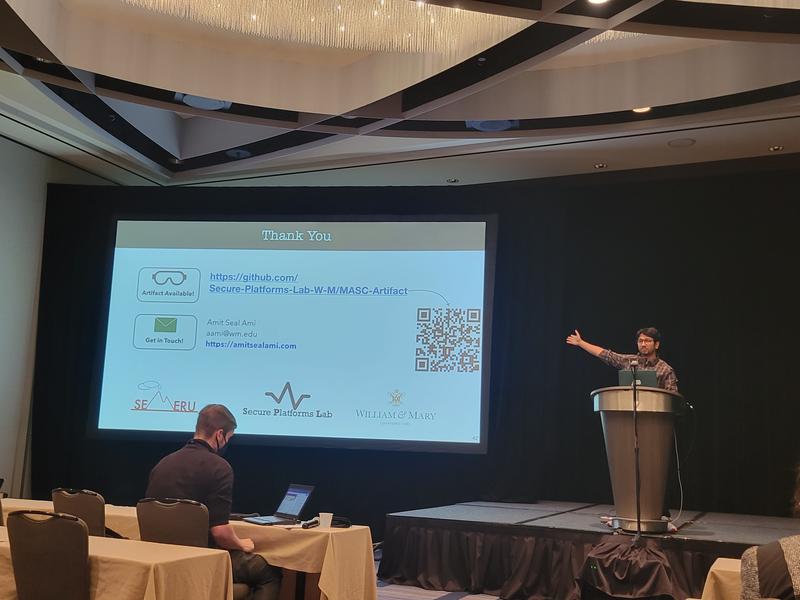 Thank You
Artifact Available!
https://github.com/
Secure-Platforms-Lab-W-M/MASC-Artifact
Get in Touch!
Amit Seal Ami
aami@wm.edu
https://amitsealami.com
SEMERU
Secure Platforms Lab
WILLIAM & MARY